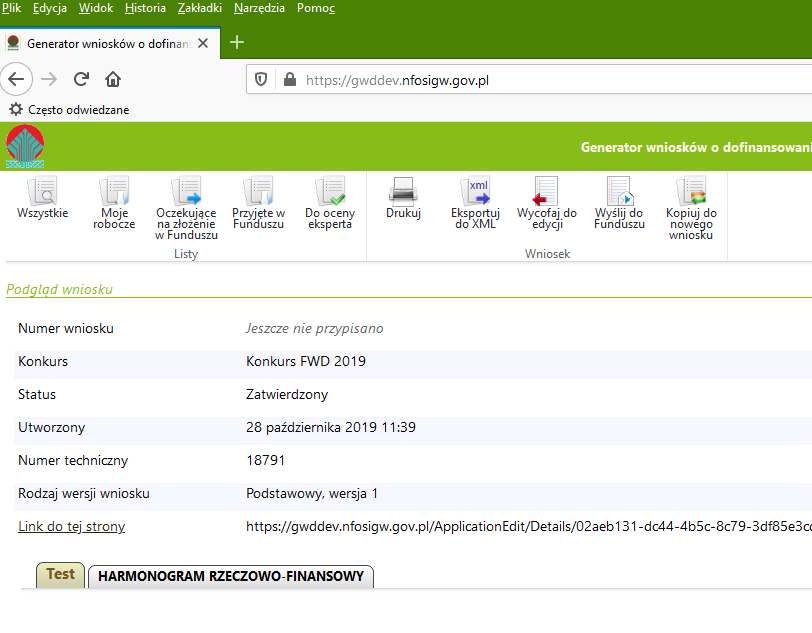 Plik Edycja Widok Historia Zakładki Narzędzia Pomoc
Generator wniosków o dofinans
https://gwddev.nfosigw.gov.pl
Często odwiedzane
Generator wniosków o dofinansowani
Wszystkie
Moje
robocze
Oczekujące
na złożenie
w Funduszu
Przyjęte w
Funduszu
Do oceny
eksperta
Listy
Drukuj
xml
Eksportuj
do XML
Wycofaj do
edycji
Wyślij do
Funduszu
Kopiuj do
nowego
wniosku
Wniosek
Podgląd wniosku
Numer wniosku Jeszcze nie przypisano
Konkurs Konkurs FWD 2019
Status Zatwierdzony
Utworzony 28 października 2019 11:39
Numer techniczny 18791
Rodzaj wersji wniosku Podstawowy, wersja 1
Link do tej strony https://gwddev.nfosigw.gov.pl/ApplicationEdit/Details/02aeb131-dc44-4b5c-8c79-3df85e3cc
Test HARMONOGRAM RZECZOWO-FINANSOWY